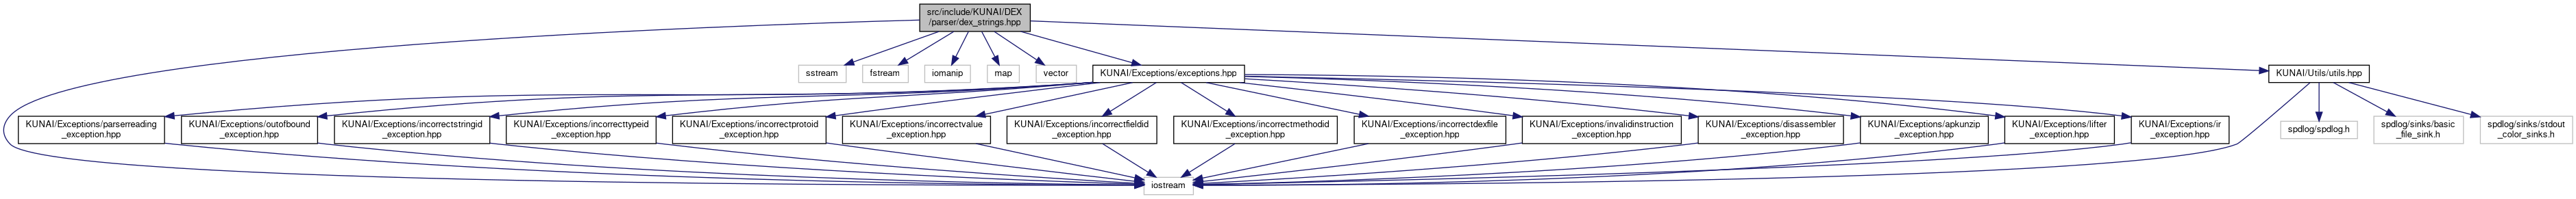 src/include/KUNAI/DEX
/parser/dex_strings.hpp
sstream
fstream
iomanip
map
vector
KUNAI/Exceptions/exceptions.hpp
KUNAI/Utils/utils.hpp
KUNAI/Exceptions/parserreading
_exception.hpp
KUNAI/Exceptions/outofbound
_exception.hpp
KUNAI/Exceptions/incorrectstringid
_exception.hpp
KUNAI/Exceptions/incorrecttypeid
_exception.hpp
KUNAI/Exceptions/incorrectprotoid
_exception.hpp
KUNAI/Exceptions/incorrectvalue
_exception.hpp
KUNAI/Exceptions/incorrectfieldid
_exception.hpp
KUNAI/Exceptions/incorrectmethodid
_exception.hpp
KUNAI/Exceptions/incorrectdexfile
_exception.hpp
KUNAI/Exceptions/invalidinstruction
_exception.hpp
KUNAI/Exceptions/disassembler
_exception.hpp
KUNAI/Exceptions/apkunzip
_exception.hpp
KUNAI/Exceptions/lifter
_exception.hpp
KUNAI/Exceptions/ir
_exception.hpp
spdlog/spdlog.h
spdlog/sinks/basic
_file_sink.h
spdlog/sinks/stdout
_color_sinks.h
iostream